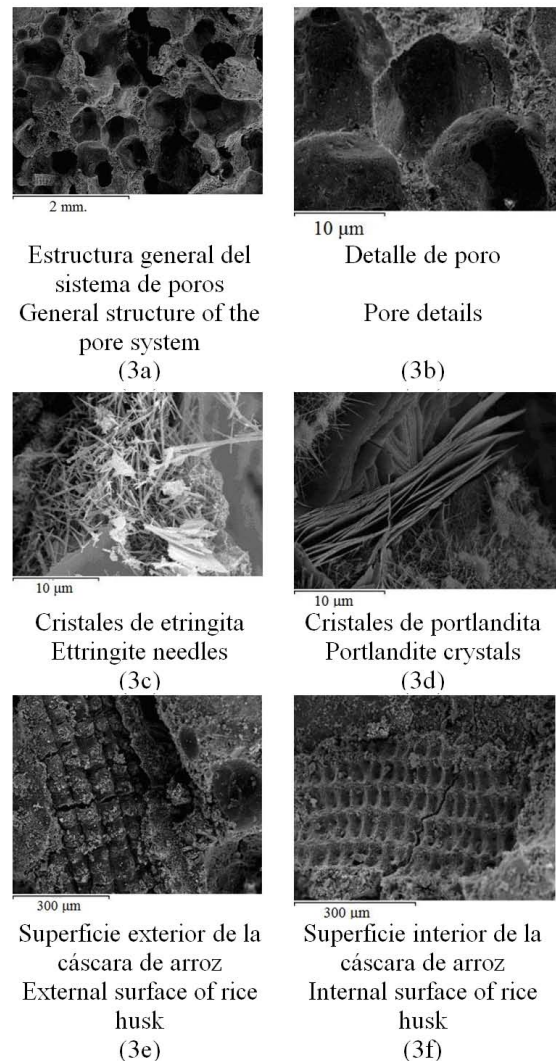 2 mm.
10 µm
Estructura general del
sistema de poros
General structure of the
pore system
(3a)
Detalle de poro
Pore details
(3b)
10 µm
10 µm
Cristales de etringita
Ettringite needles
(3c)
Cristales de portlandita
Portlandite crystals
(3d)
300 µm
300 µm
Superficie exterior de la
cáscara de arroz
External surface of rice
husk
(3e)
Superficie interior de la
cáscara de arroz
Internal surface of rice
husk
(3f)